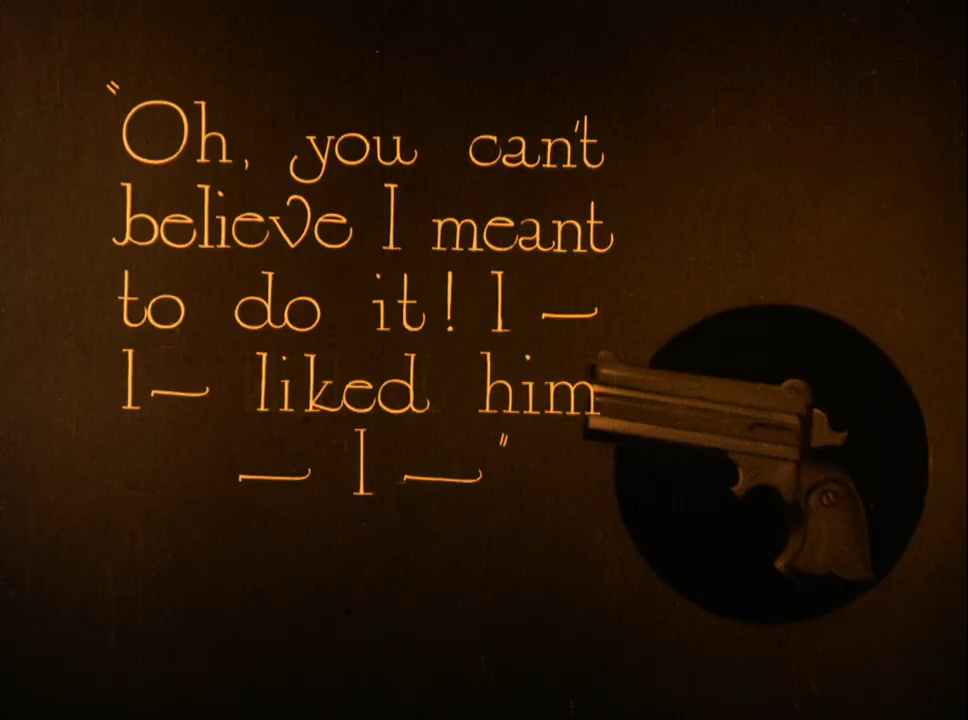 "Oh, you can't
believe I meant
to do it! I —
I — liked him
— I —"